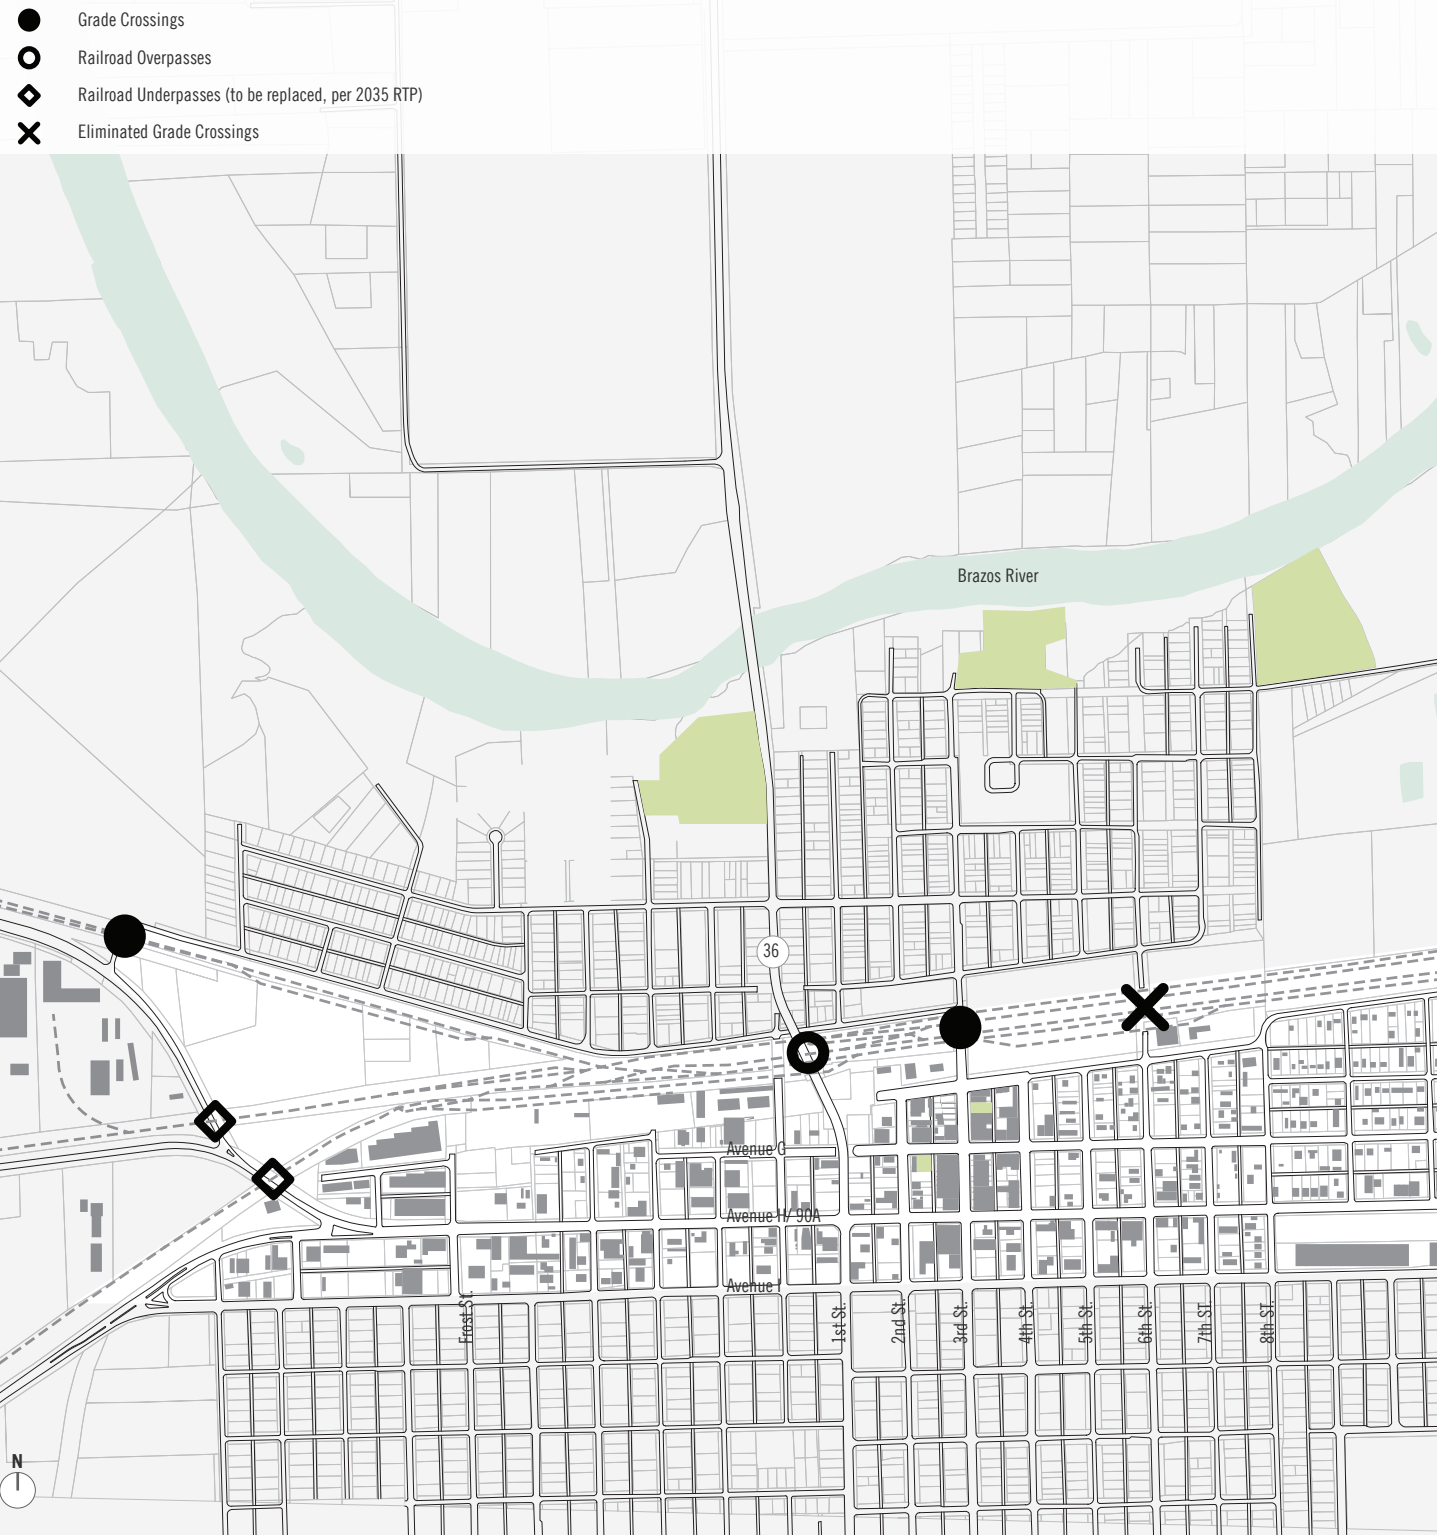 Grade Crossings
Railroad Overpasses
Railroad Underpasses (to be replaced, per 2035 RTP)
Eliminated Grade Crossings
Brazos River
36
Avenue G
Avenue H/ 90A
Avenue I
Frost St.
1st St.
2nd St.
3rd St.
4th St.
5th St.
6th St.
7th ST.
8th ST.
N